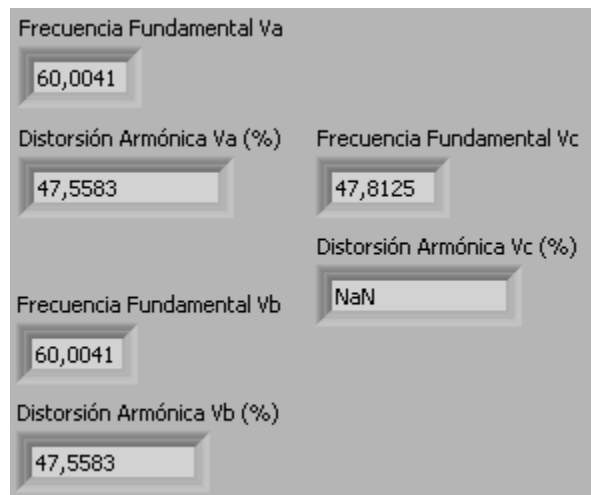 Frecuencia Fundamental Va
60,0041
Distorsión Armónica Va (%)
47,5583
Frecuencia Fundamental Vc
47,8125
Distorsión Armónica Vc (%)
NaN
Frecuencia Fundamental Vb
60,0041
Distorsión Armónica Vb (%)
47,5583